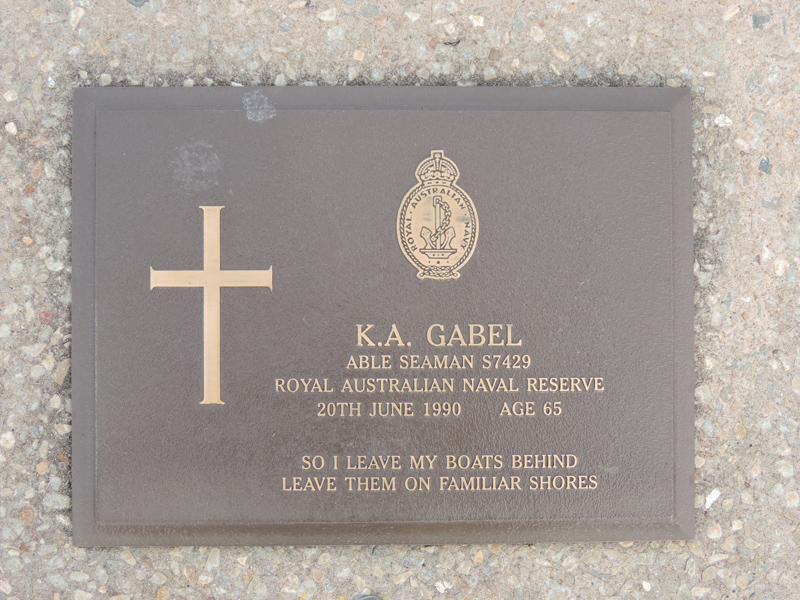 ROYAL · AUSTRALIAN · NAVY
K.A. GABEL
ABLE SEAMAN S7429
ROYAL AUSTRALIAN NAVAL RESERVE
20TH JUNE 1990 AGE 65
SO I LEAVE MY BOATS BEHIND
LEAVE THEM ON FAMILIAR SHORES